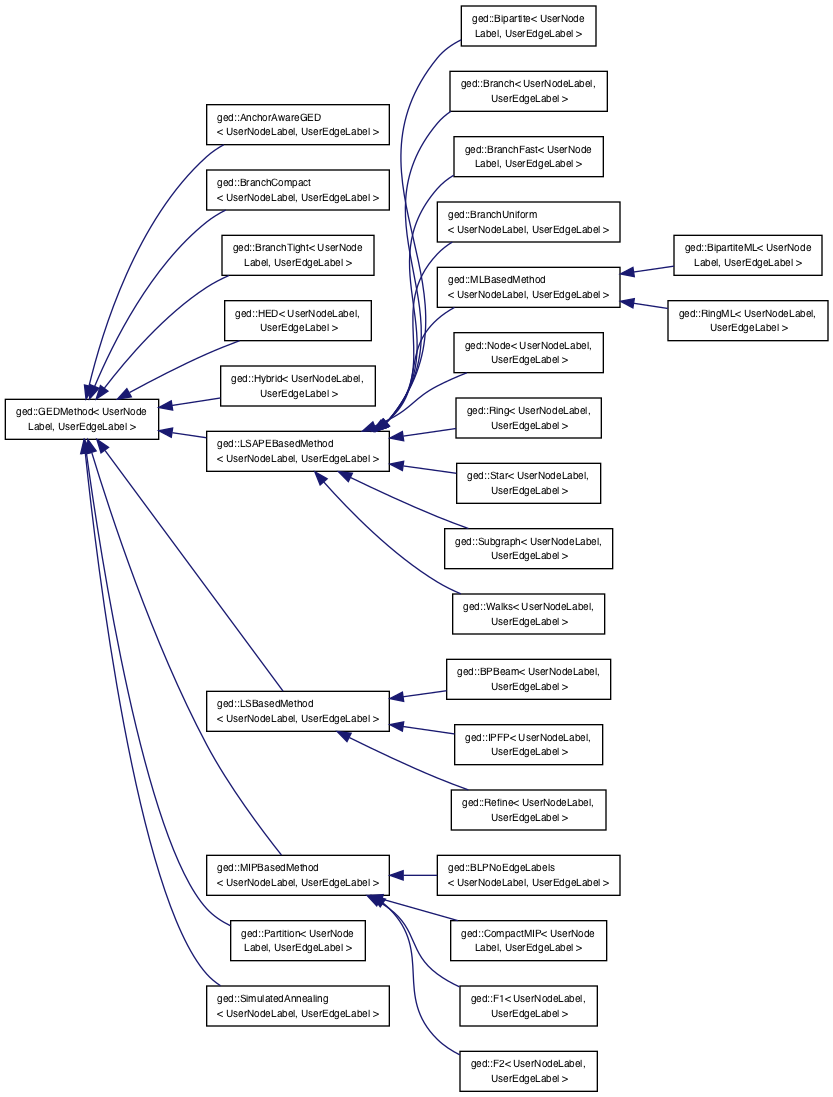 ged::Bipartite< UserNode
Label, UserEdgeLabel >
ged::Branch< UserNodeLabel,
UserEdgeLabel >
ged::AnchorAwareGED
< UserNodeLabel, UserEdgeLabel >
ged::BranchFast< UserNode
Label, UserEdgeLabel >
ged::BranchCompact
< UserNodeLabel, UserEdgeLabel >
ged::BranchUniform
< UserNodeLabel, UserEdgeLabel >
ged::BranchTight< UserNode
Label, UserEdgeLabel >
ged::BipartiteML< UserNode
Label, UserEdgeLabel >
ged::MLBasedMethod
< UserNodeLabel, UserEdgeLabel >
ged::HED< UserNodeLabel,
UserEdgeLabel >
ged::RingML< UserNodeLabel,
UserEdgeLabel >
ged::Node< UserNodeLabel,
UserEdgeLabel >
ged::Hybrid< UserNodeLabel,
UserEdgeLabel >
ged::GEDMethod< UserNode
Label, UserEdgeLabel >
ged::Ring< UserNodeLabel,
UserEdgeLabel >
ged::LSAPEBasedMethod
< UserNodeLabel, UserEdgeLabel >
ged::Star< UserNodeLabel,
UserEdgeLabel >
ged::Subgraph< UserNodeLabel,
UserEdgeLabel >
ged::Walks< UserNodeLabel,
UserEdgeLabel >
ged::BPBeam< UserNodeLabel,
UserEdgeLabel >
ged::LSBasedMethod
< UserNodeLabel, UserEdgeLabel >
ged::IPFP< UserNodeLabel,
UserEdgeLabel >
ged::Refine< UserNodeLabel,
UserEdgeLabel >
ged::MIPBasedMethod
< UserNodeLabel, UserEdgeLabel >
ged::BLPNoEdgeLabels
< UserNodeLabel, UserEdgeLabel >
ged::Partition< UserNode
Label, UserEdgeLabel >
ged::CompactMIP< UserNode
Label, UserEdgeLabel >
ged::SimulatedAnnealing
< UserNodeLabel, UserEdgeLabel >
ged::F1< UserNodeLabel,
UserEdgeLabel >
ged::F2< UserNodeLabel,
UserEdgeLabel >